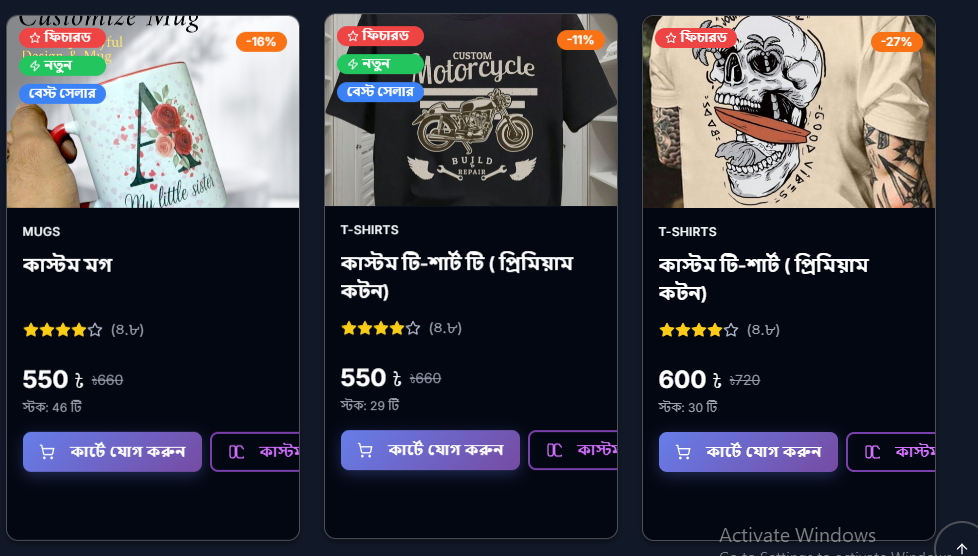 Customize Mug
ফিচারড
-16%
নতুন
বেস্ট সেলার
A
My little sister
MUGS
কাস্টম মগ
(৪.৮)
550 ৳ ৳660
স্টক: 46 টি
কার্টে যোগ করুন
কাস্টম
ফিচারড
-11%
নতুন
বেস্ট সেলার
CUSTOM
Motorcycle
BUILD
&
REPAIR
T-SHIRTS
কাস্টম টি-শার্ট টি ( প্রিমিয়াম
কটন)
(৪.৮)
550 ৳ ৳660
স্টক: 29 টি
কার্টে যোগ করুন
কাস্টম
ফিচারড
-27%
GOOD VIBES
T-SHIRTS
কাস্টম টি-শার্ট ( প্রিমিয়াম
কটন)
(৪.৮)
600 ৳ ৳720
স্টক: 30 টি
কার্টে যোগ করুন
কাস্টম
Activate Windows
Go to Settings to activate Windows